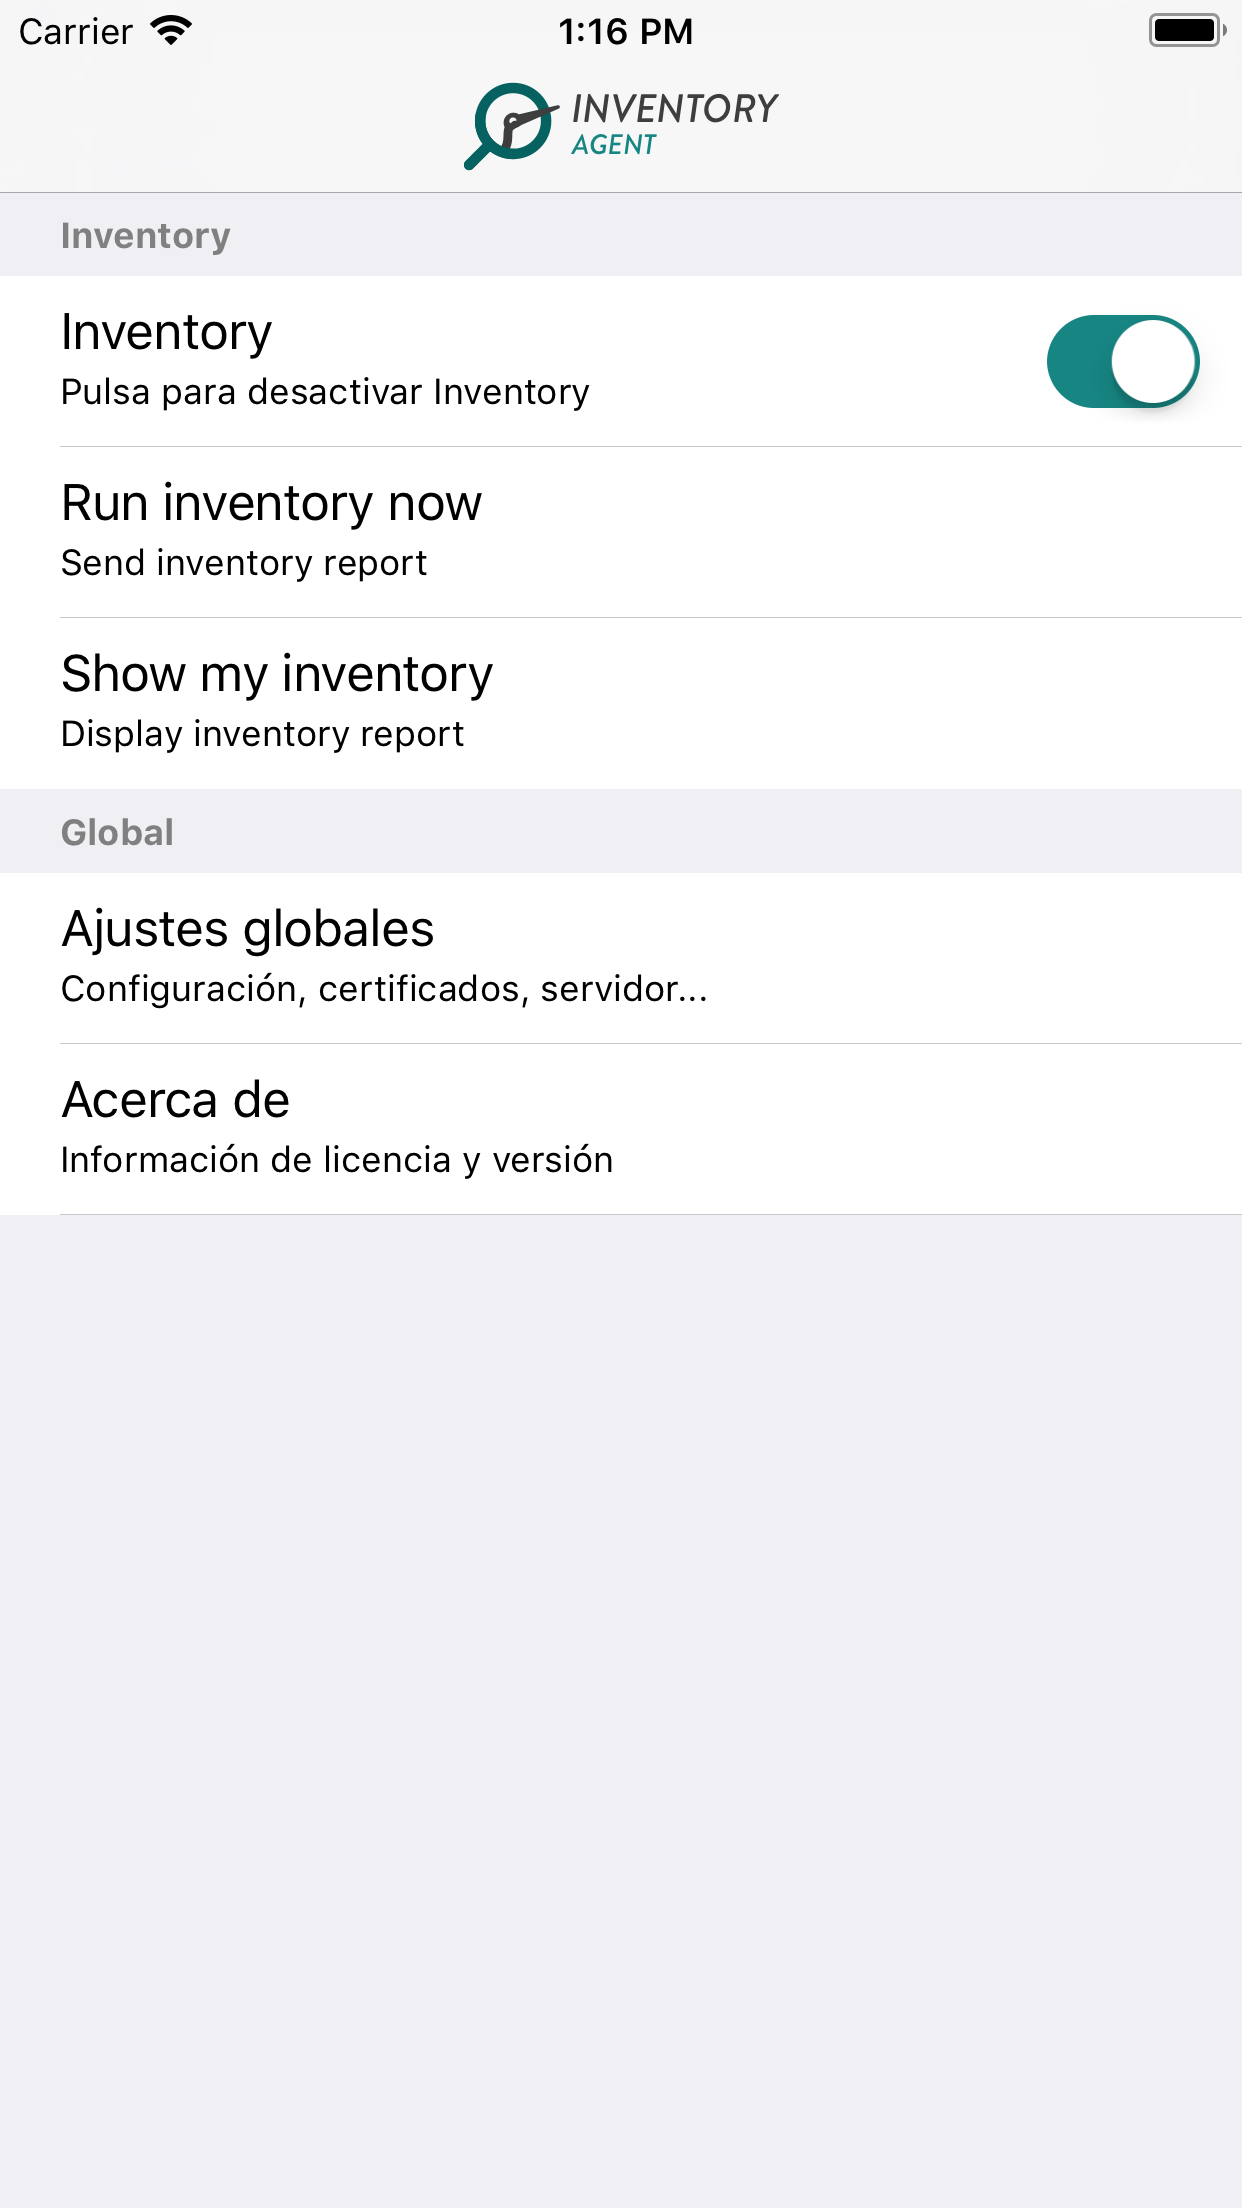 Carrier 1:16 PM
INVENTORY
AGENT
Inventory
Inventory
Pulsa para desactivar Inventory
Run inventory now
Send inventory report
Show my inventory
Display inventory report
Global
Ajustes globales
Configuración, certificados, servidor...
Acerca de
Información de licencia y versión